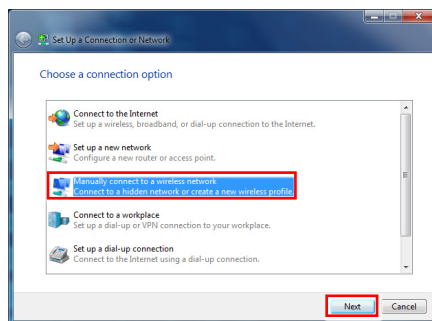 Set Up a Connection or Network
Choose a connection option
Connect to the Internet
Set up a wireless, broadband, or dial-up connection to the Internet.
Set up a new network
Configure a new router or access point.
Manually connect to a wireless network
Connect to a hidden network or create a new wireless profile.
Connect to a workplace
Set up a dial-up or VPN connection to your workplace.
Set up a dial-up connection
Connect to the Internet using a dial-up connection.
Next Cancel